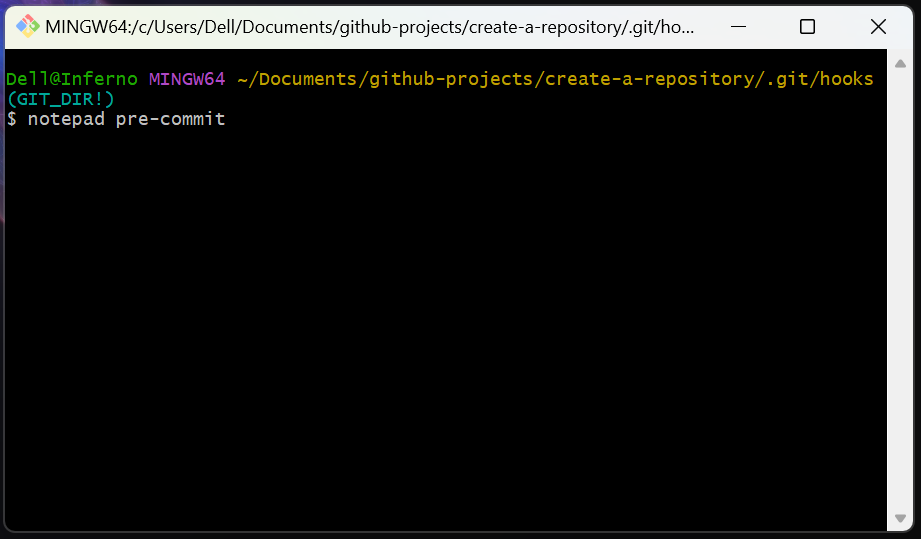 MINGW64:/c/Users/Dell/Documents/github-projects/create-a-repository/.git/ho...
Dell@Inferno MINGW64 ~/Documents/github-projects/create-a-repository/.git/hooks
(GIT_DIR!)
$ notepad pre-commit